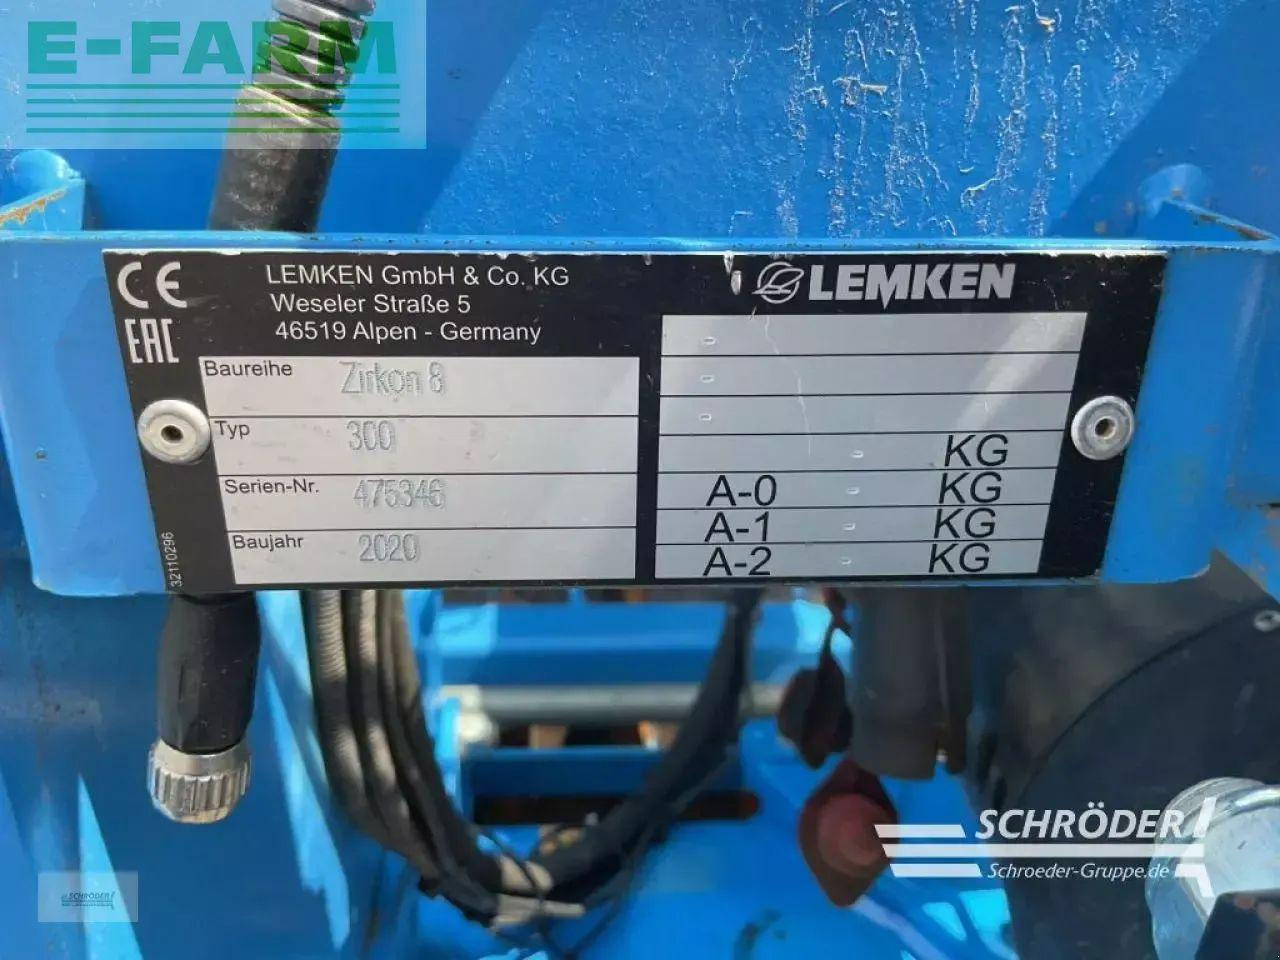 E-FARM
CE
EAC
LEMKEN GmbH & Co. KG
Weseler Straße 5
46519 Alpen - Germany
LEMKEN
Baureihe Zirkon 8
Typ 300
Serien-Nr. 475346
Baujahr 2020
32110296
-
-
-
- KG
A-0 - KG
A-1 - KG
A-2 - KG
SCHRÖDER
Schroeder-Gruppe.de
SCHRÖDER